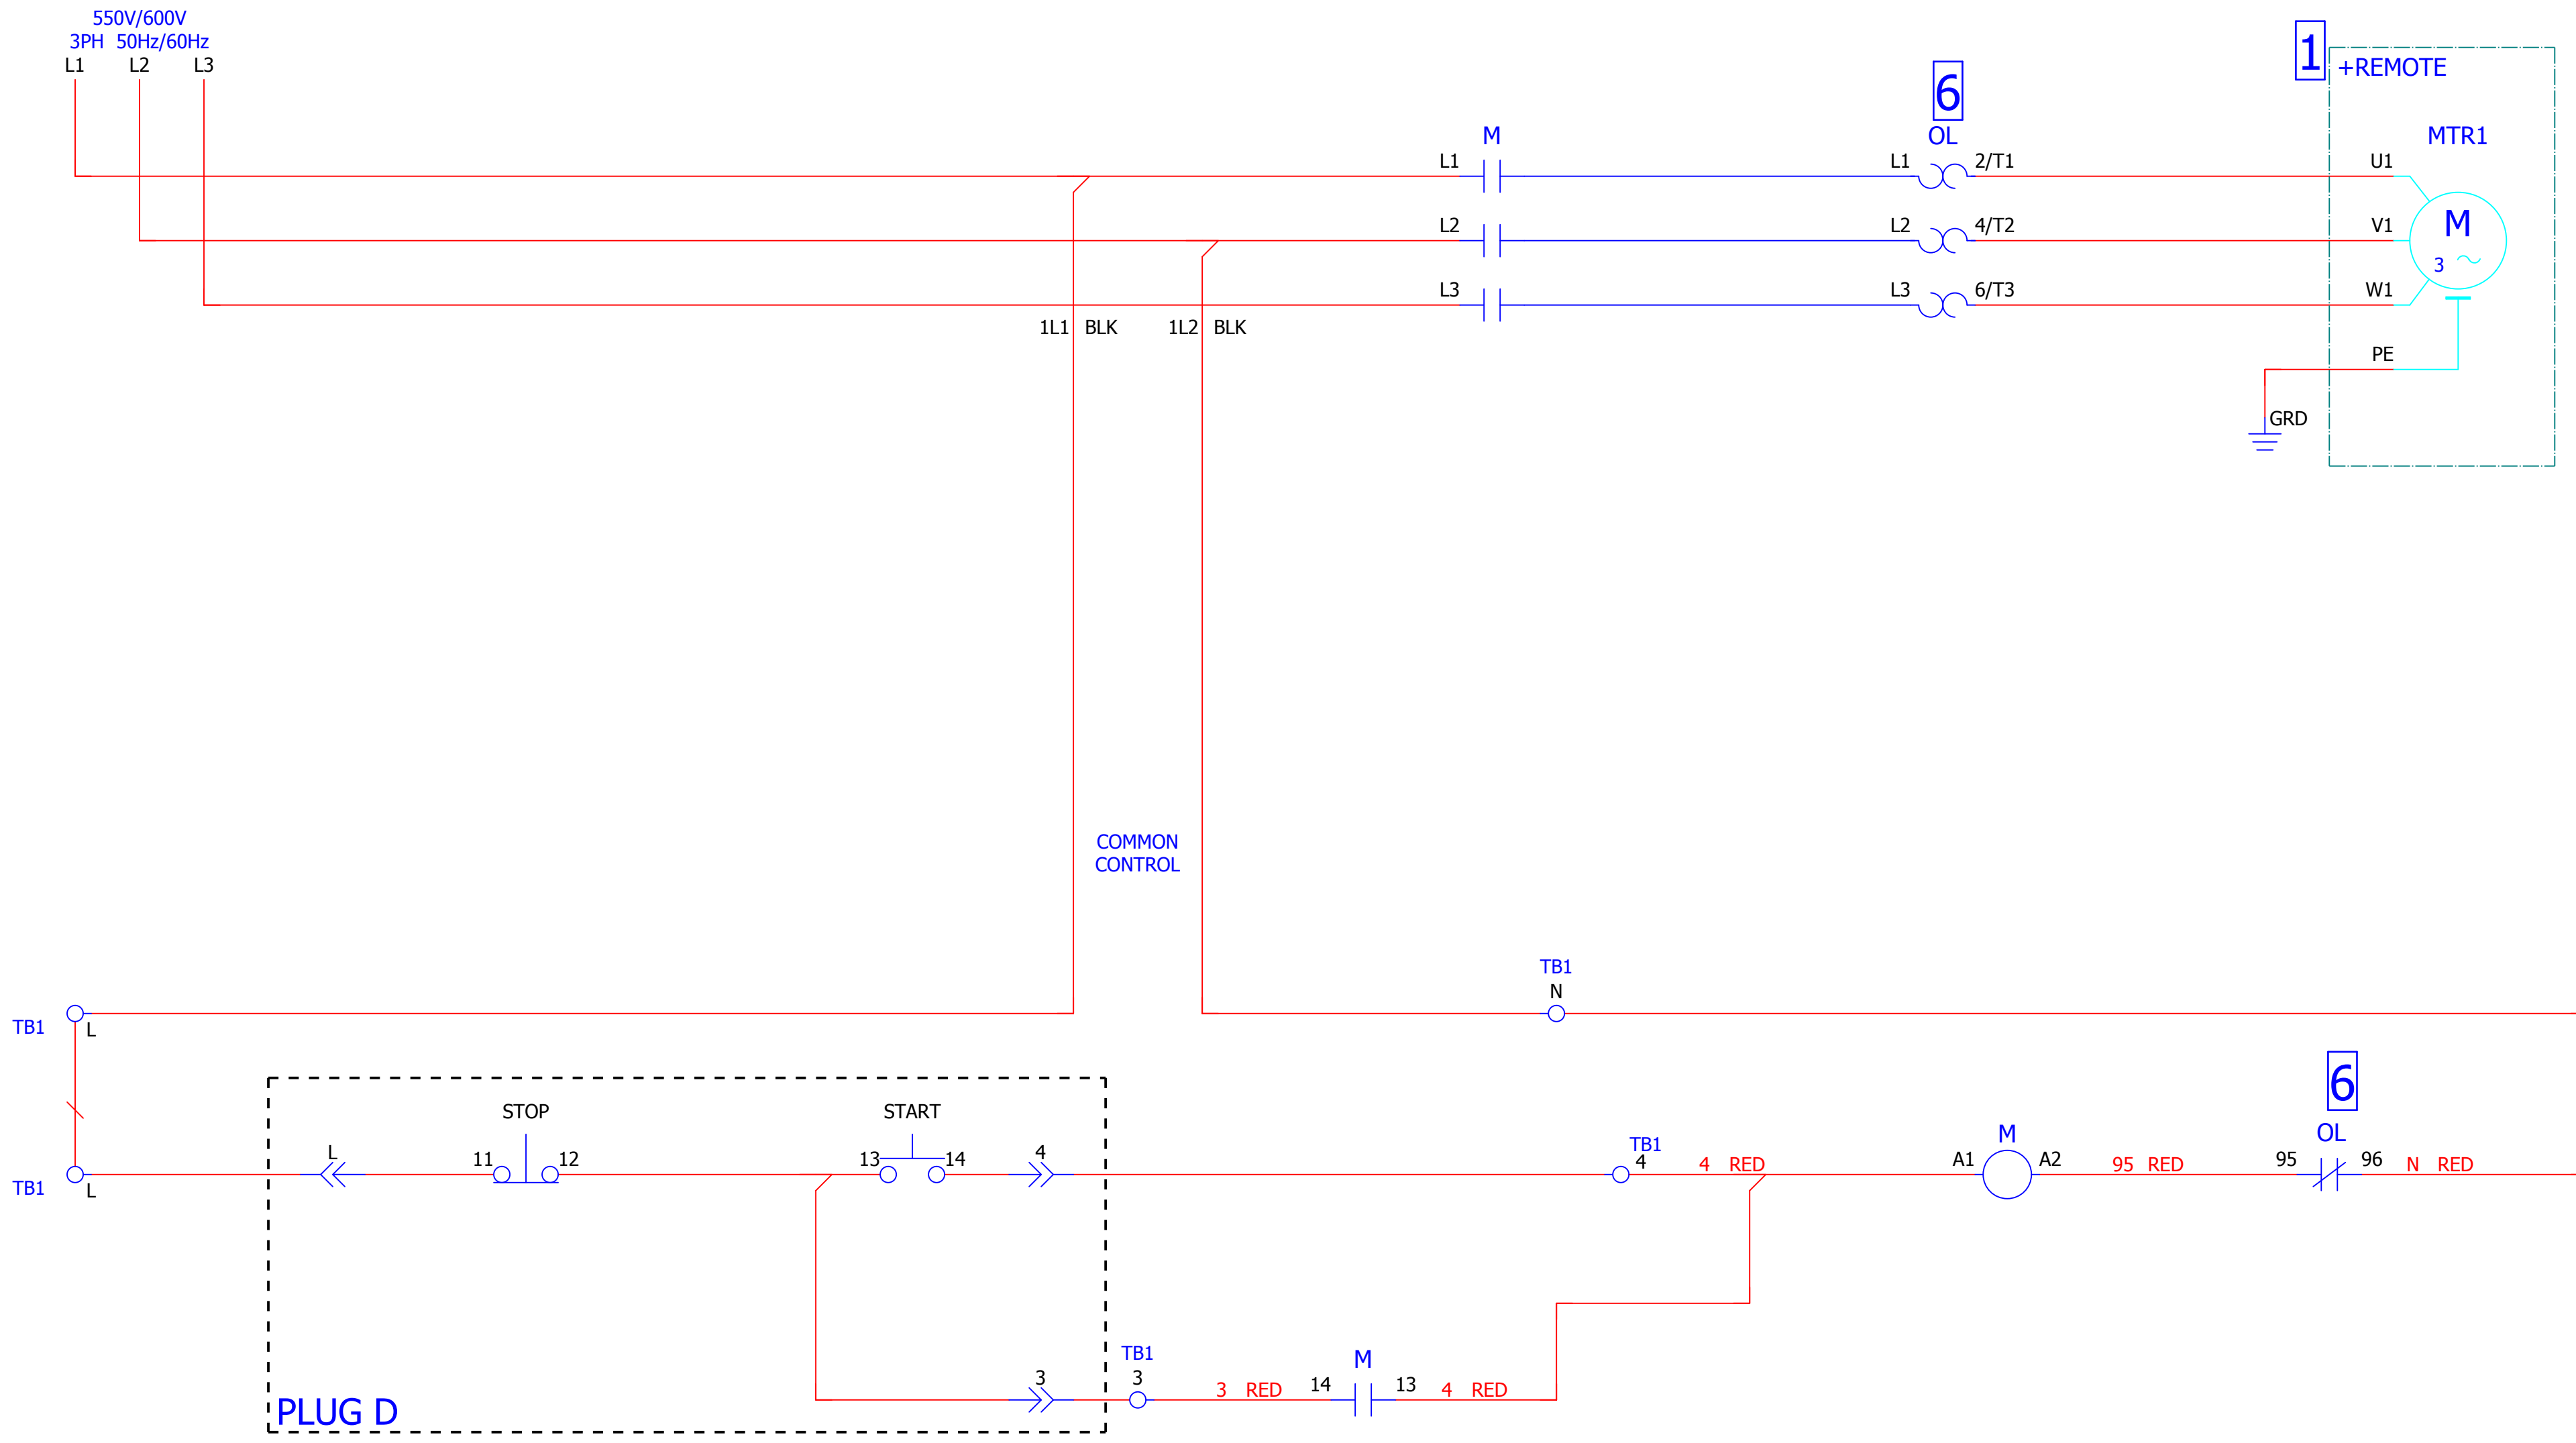 550V/600V
3PH 50Hz/60Hz
L1 L2 L3
1
+REMOTE
6
OL
M
MTR1
L1 L1 2/T1 U1
L2 L2 4/T2 V1
M
3
L3 L3 6/T3 W1
1L1 BLK 1L2 BLK
PE
GRD
COMMON
CONTROL
TB1
N
TB1 L
6
STOP START
L 11 12 13 14 4
TB1
4
4 RED
M
A1 A2
95 RED
OL
95 96
N RED
TB1 L
3
TB1
3
3 RED
M
14 13
4 RED
PLUG D